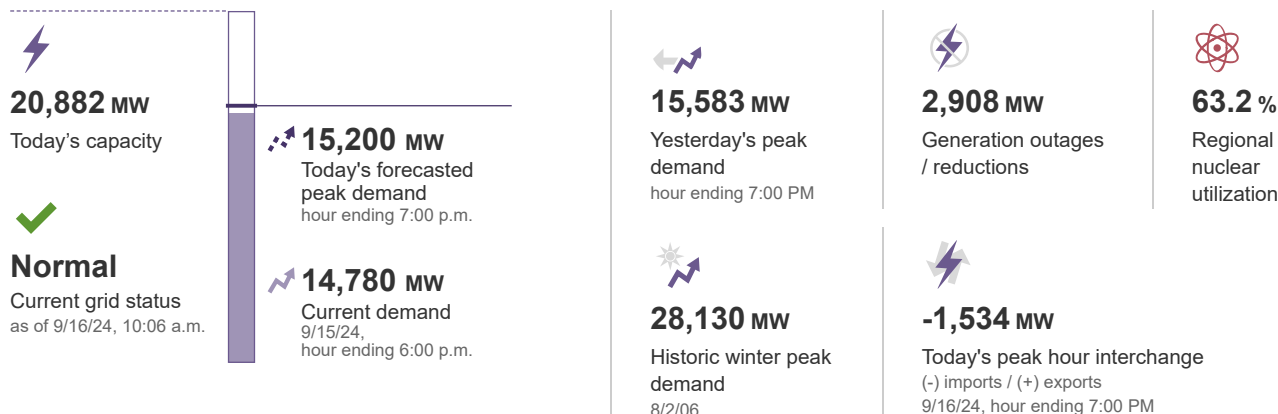 20,882 MW
Today’s capacity
Normal
Current grid status
as of 9/16/24, 10:06 a.m.
15,200 MW
Today's forecasted
peak demand
hour ending 7:00 p.m.
14,780 MW
Current demand
9/15/24,
hour ending 6:00 p.m.
15,583 MW
Yesterday's peak
demand
hour ending 7:00 PM
2,908 MW
Generation outages
/ reductions
63.2 %
Regional
nuclear
utilization
28,130 MW
Historic winter peak
demand
8/2/06
-1,534 MW
Today's peak hour interchange
(-) imports / (+) exports
9/16/24, hour ending 7:00 PM